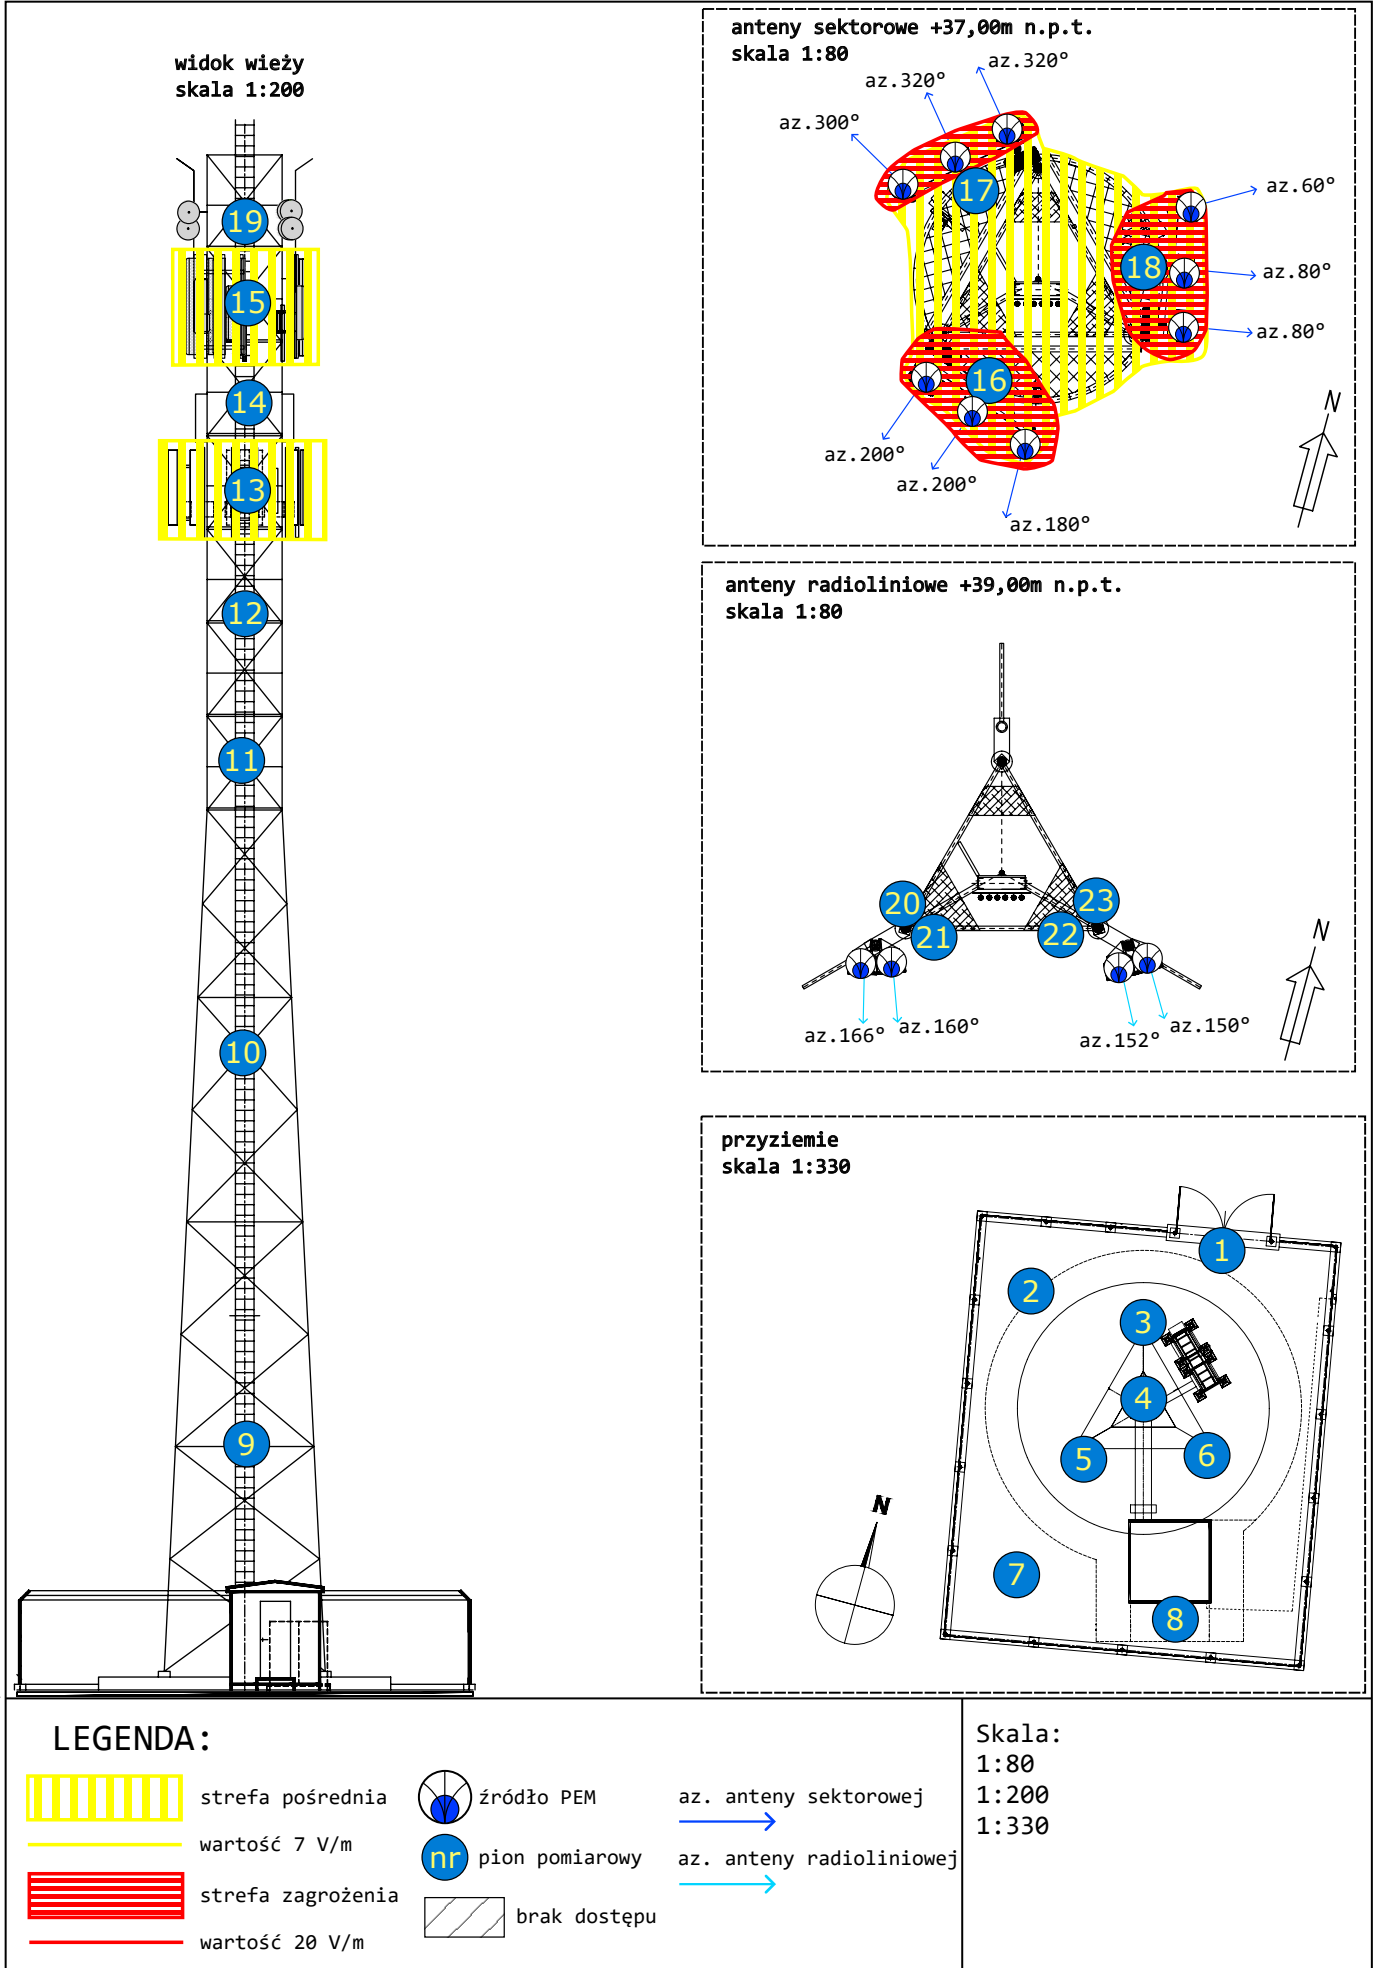 widok wieży
skala 1:200
19
15
14
13
12
11
10
9
anteny sektorowe +37,00m n.p.t.
skala 1:80
az.320°
az.320°
az.300°
az.60°
17
18
az.80°
az.80°
16
az.200°
az.200°
az.180°
N
anteny radioliniowe +39,00m n.p.t.
skala 1:80
20
23
21
22
az.166°
az.160°
az.152°
az.150°
N
przyziemie
skala 1:330
1
2
3
4
5
6
7
8
N
LEGENDA:
strefa pośrednia
wartość 7 V/m
strefa zagrożenia
wartość 20 V/m
źródło PEM
nr pion pomiarowy
brak dostępu
az. anteny sektorowej
az. anteny radioliniowej
Skala:
1:80
1:200
1:330